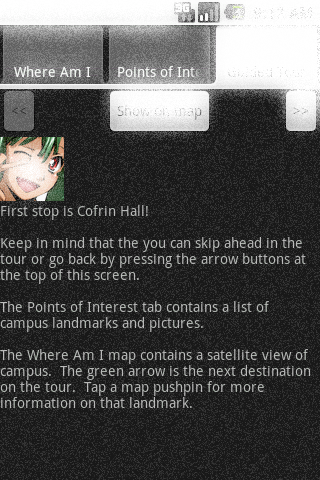 3G 9:17 AM
Where Am I Points of Int Guided Tour
<< Show on map >>
First stop is Cofrin Hall!
Keep in mind that the you can skip ahead in the
tour or go back by pressing the arrow buttons at
the top of this screen.
The Points of Interest tab contains a list of
campus landmarks and pictures.
The Where Am I map contains a satellite view of
campus.  The green arrow is the next destination
on the tour.  Tap a map pushpin for more
information on that landmark.